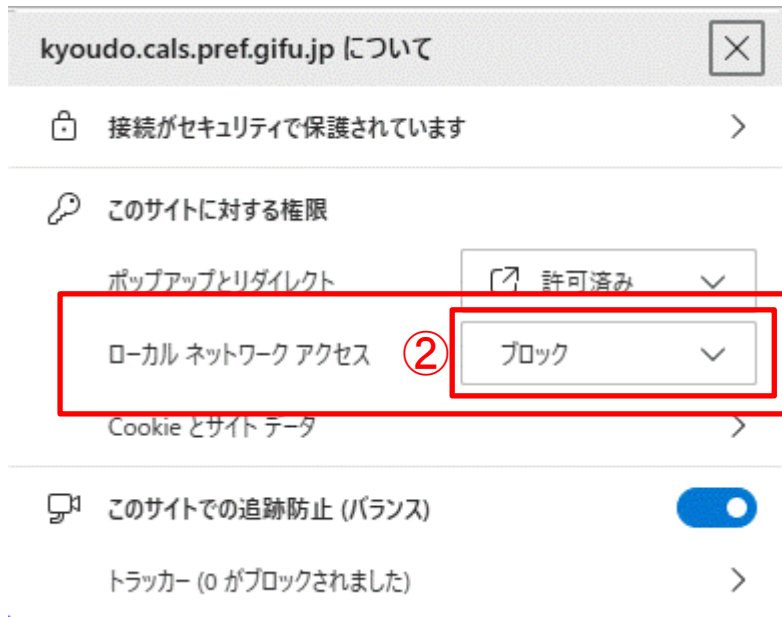 kyoudo.cals.pref.gifu.jp について
接続がセキュリティで保護されています
このサイトに対する権限
ポップアップとリダイレクト 許可済み
ローカル ネットワーク アクセス ② ブロック
Cookie とサイト データ
このサイトでの追跡防止 (バランス)
トラッカー (0 がブロックされました)